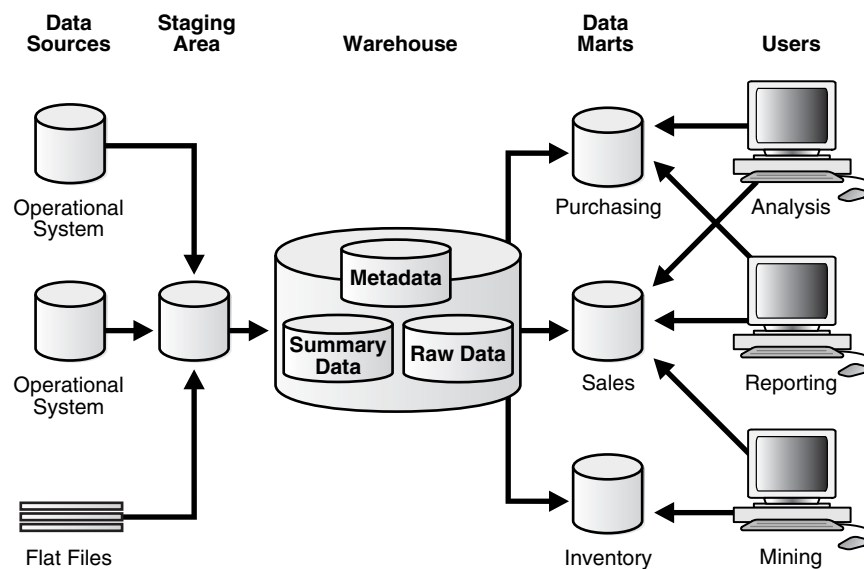 Data
Sources
Staging
Area
Warehouse
Data
Marts
Users
Operational
System
Purchasing
Analysis
Metadata
Summary
Data
Raw Data
Operational
System
Sales
Reporting
Flat Files
Inventory
Mining